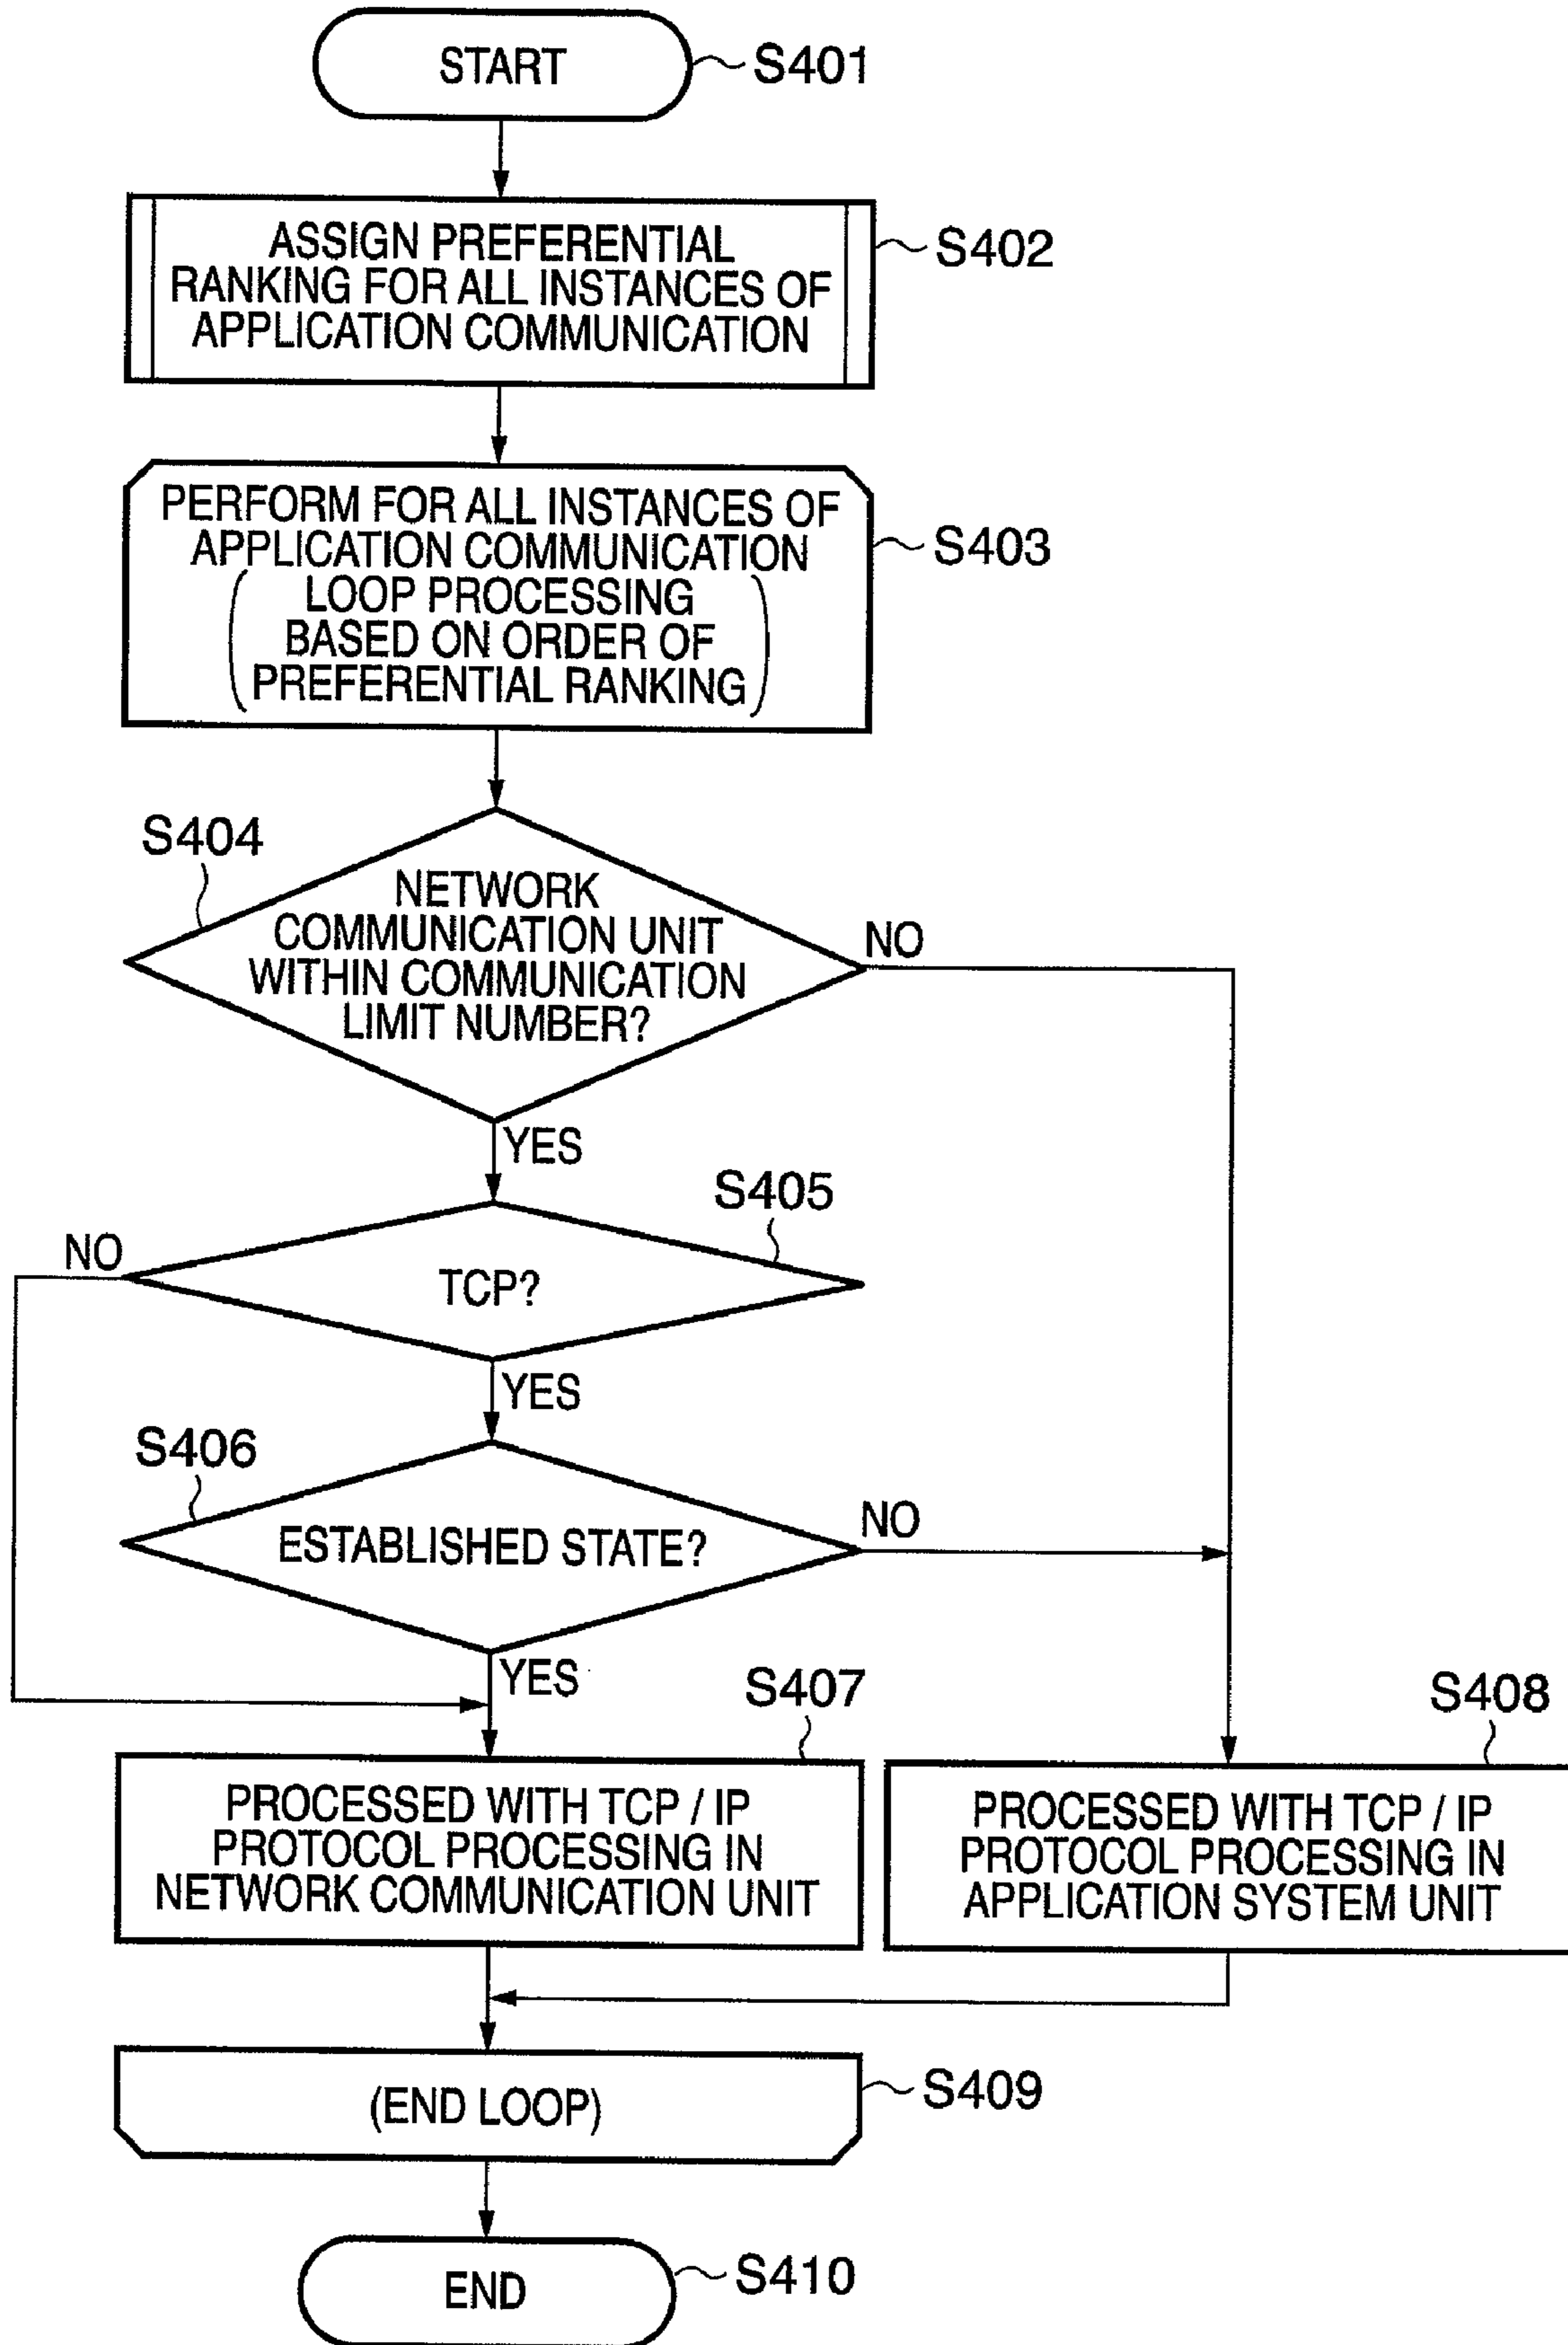 START
S401
ASSIGN PREFERENTIAL
RANKING FOR ALL INSTANCES OF
APPLICATION COMMUNICATION
S402
PERFORM FOR ALL INSTANCES OF
APPLICATION COMMUNICATION
( LOOP PROCESSING
BASED ON ORDER OF
PREFERENTIAL RANKING )
S403
S404
NETWORK
COMMUNICATION UNIT
WITHIN COMMUNICATION
LIMIT NUMBER?
NO
YES
S405
NO
TCP?
YES
S406
ESTABLISHED STATE?
NO
YES
S407
PROCESSED WITH TCP / IP
PROTOCOL PROCESSING IN
NETWORK COMMUNICATION UNIT
S408
PROCESSED WITH TCP / IP
PROTOCOL PROCESSING IN
APPLICATION SYSTEM UNIT
(END LOOP)
S409
END
S410